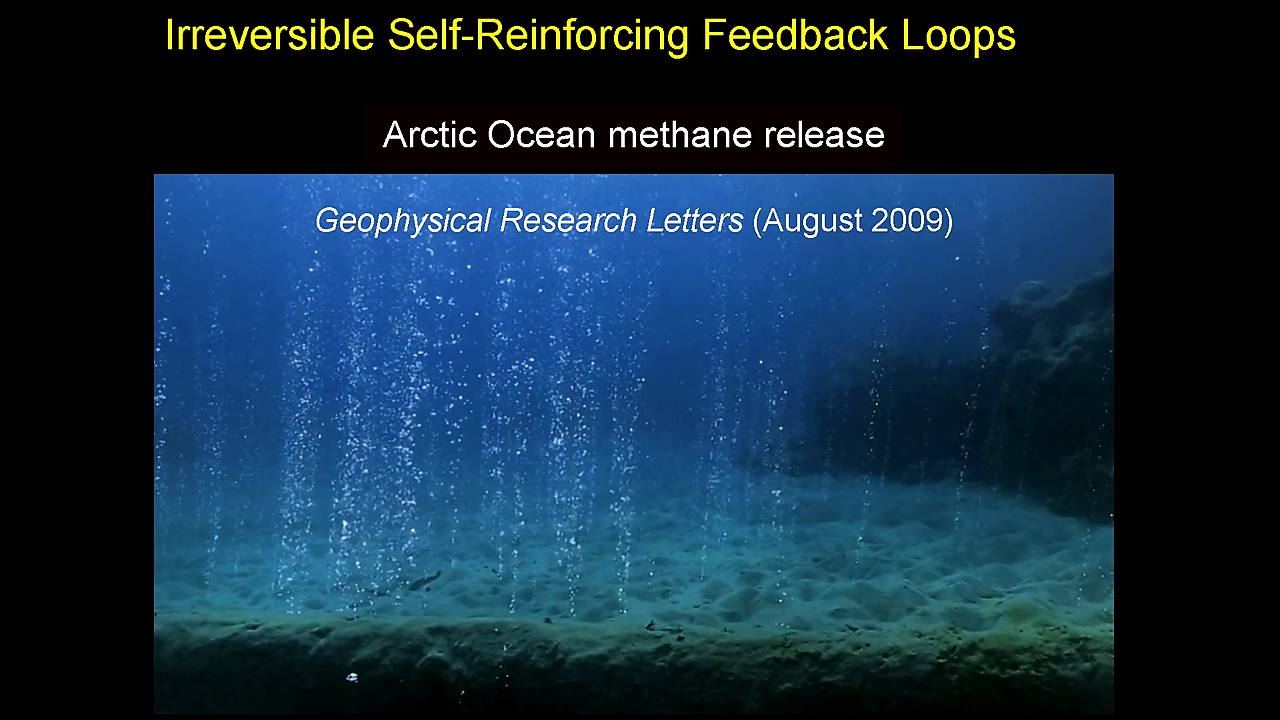 Irreversible Self-Reinforcing Feedback Loops
Arctic Ocean methane release
Geophysical Research Letters (August 2009)